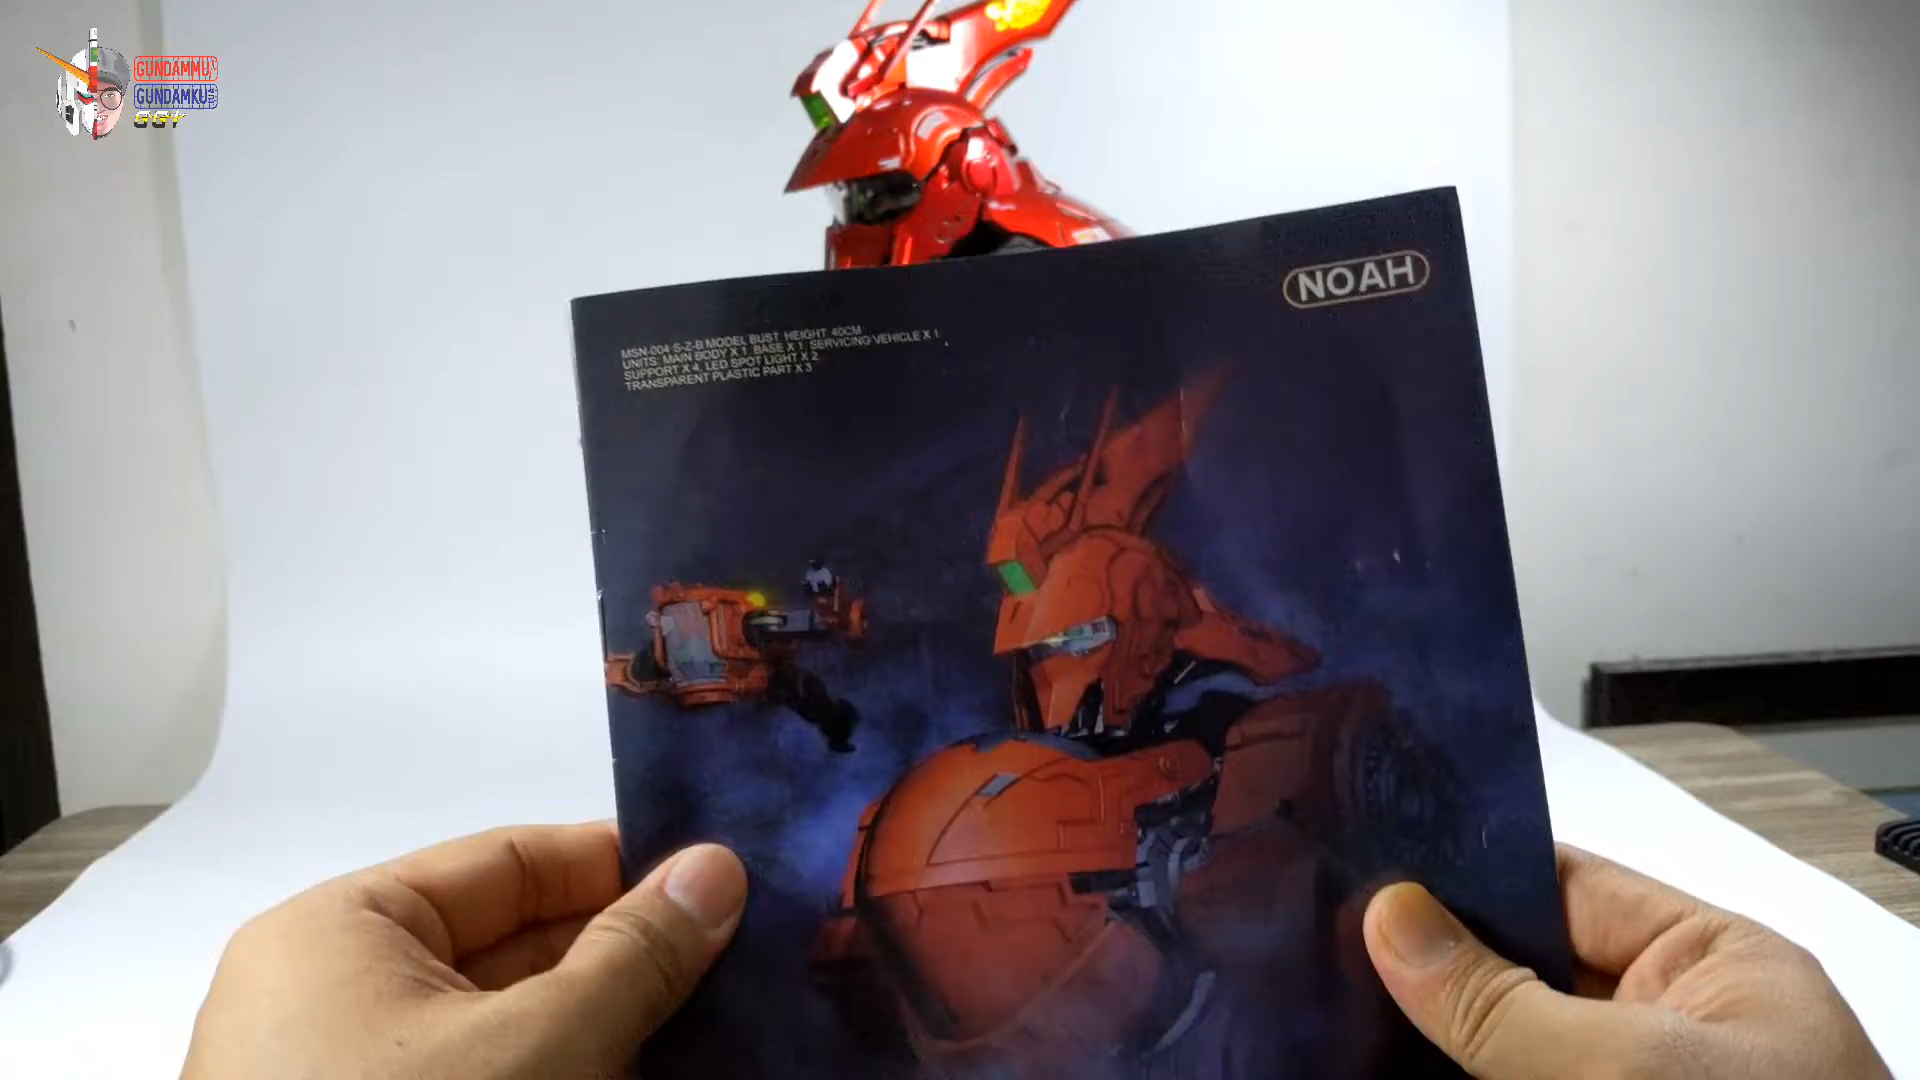 GUNDAMMU
GUNDAMKU
GGY
NOAH
MSN-004 S-Z-B MODEL BUST. HEIGHT: 40CM
UNITS: MAIN BODY X 1, BASE X 1, SERVICING VEHICLE X 1,
SUPPORT X 4, LED SPOT LIGHT X 2
TRANSPARENT PLASTIC PART X 3